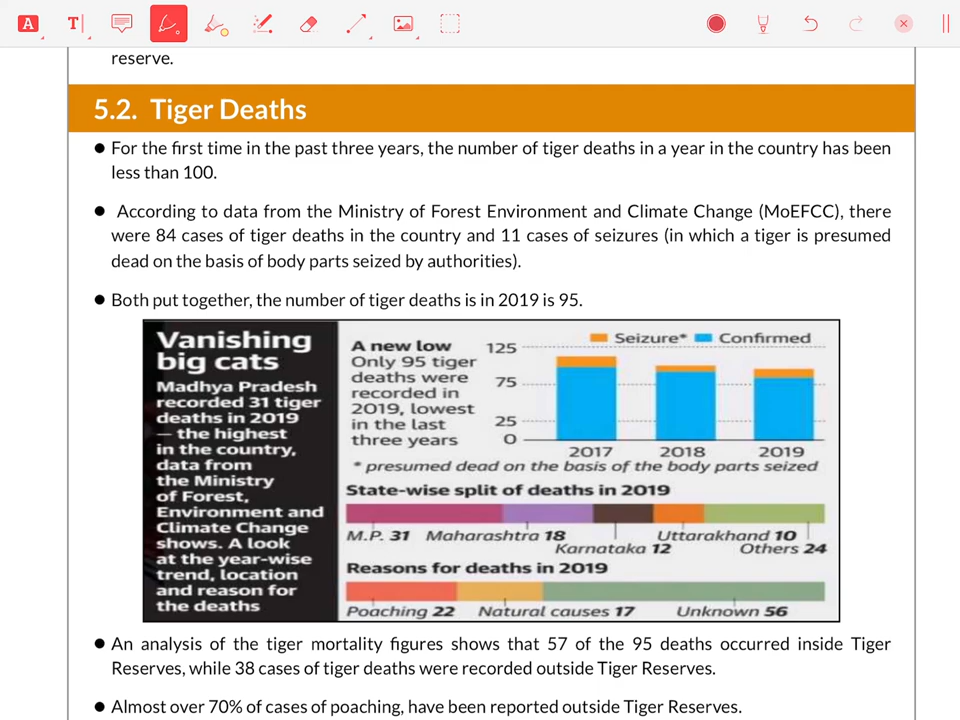 A
T
reserve.
5.2. Tiger Deaths
● For the first time in the past three years, the number of tiger deaths in a year in the country has been
less than 100.
● According to data from the Ministry of Forest Environment and Climate Change (MoEFCC), there
were 84 cases of tiger deaths in the country and 11 cases of seizures (in which a tiger is presumed
dead on the basis of body parts seized by authorities).
● Both put together, the number of tiger deaths is in 2019 is 95.
Vanishing
big cats
Madhya Pradesh
recorded 31 tiger
deaths in 2019
— the highest
in the country,
data from
the Ministry
of Forest,
Environment and
Climate Change
shows. A look
at the year-wise
trend, location
and reason for
the deaths
A new low
Only 95 tiger
deaths were
recorded in
2019, lowest
in the last
three years
Seizure* Confirmed
125
75
25
0
2017 2018 2019
* presumed dead on the basis of the body parts seized
State-wise split of deaths in 2019
M.P. 31 Maharashtra 18 Uttarakhand 10
Karnataka 12 Others 24
Reasons for deaths in 2019
Poaching 22 Natural causes 17 Unknown 56
● An analysis of the tiger mortality figures shows that 57 of the 95 deaths occurred inside Tiger
Reserves, while 38 cases of tiger deaths were recorded outside Tiger Reserves.
● Almost over 70% of cases of poaching, have been reported outside Tiger Reserves.